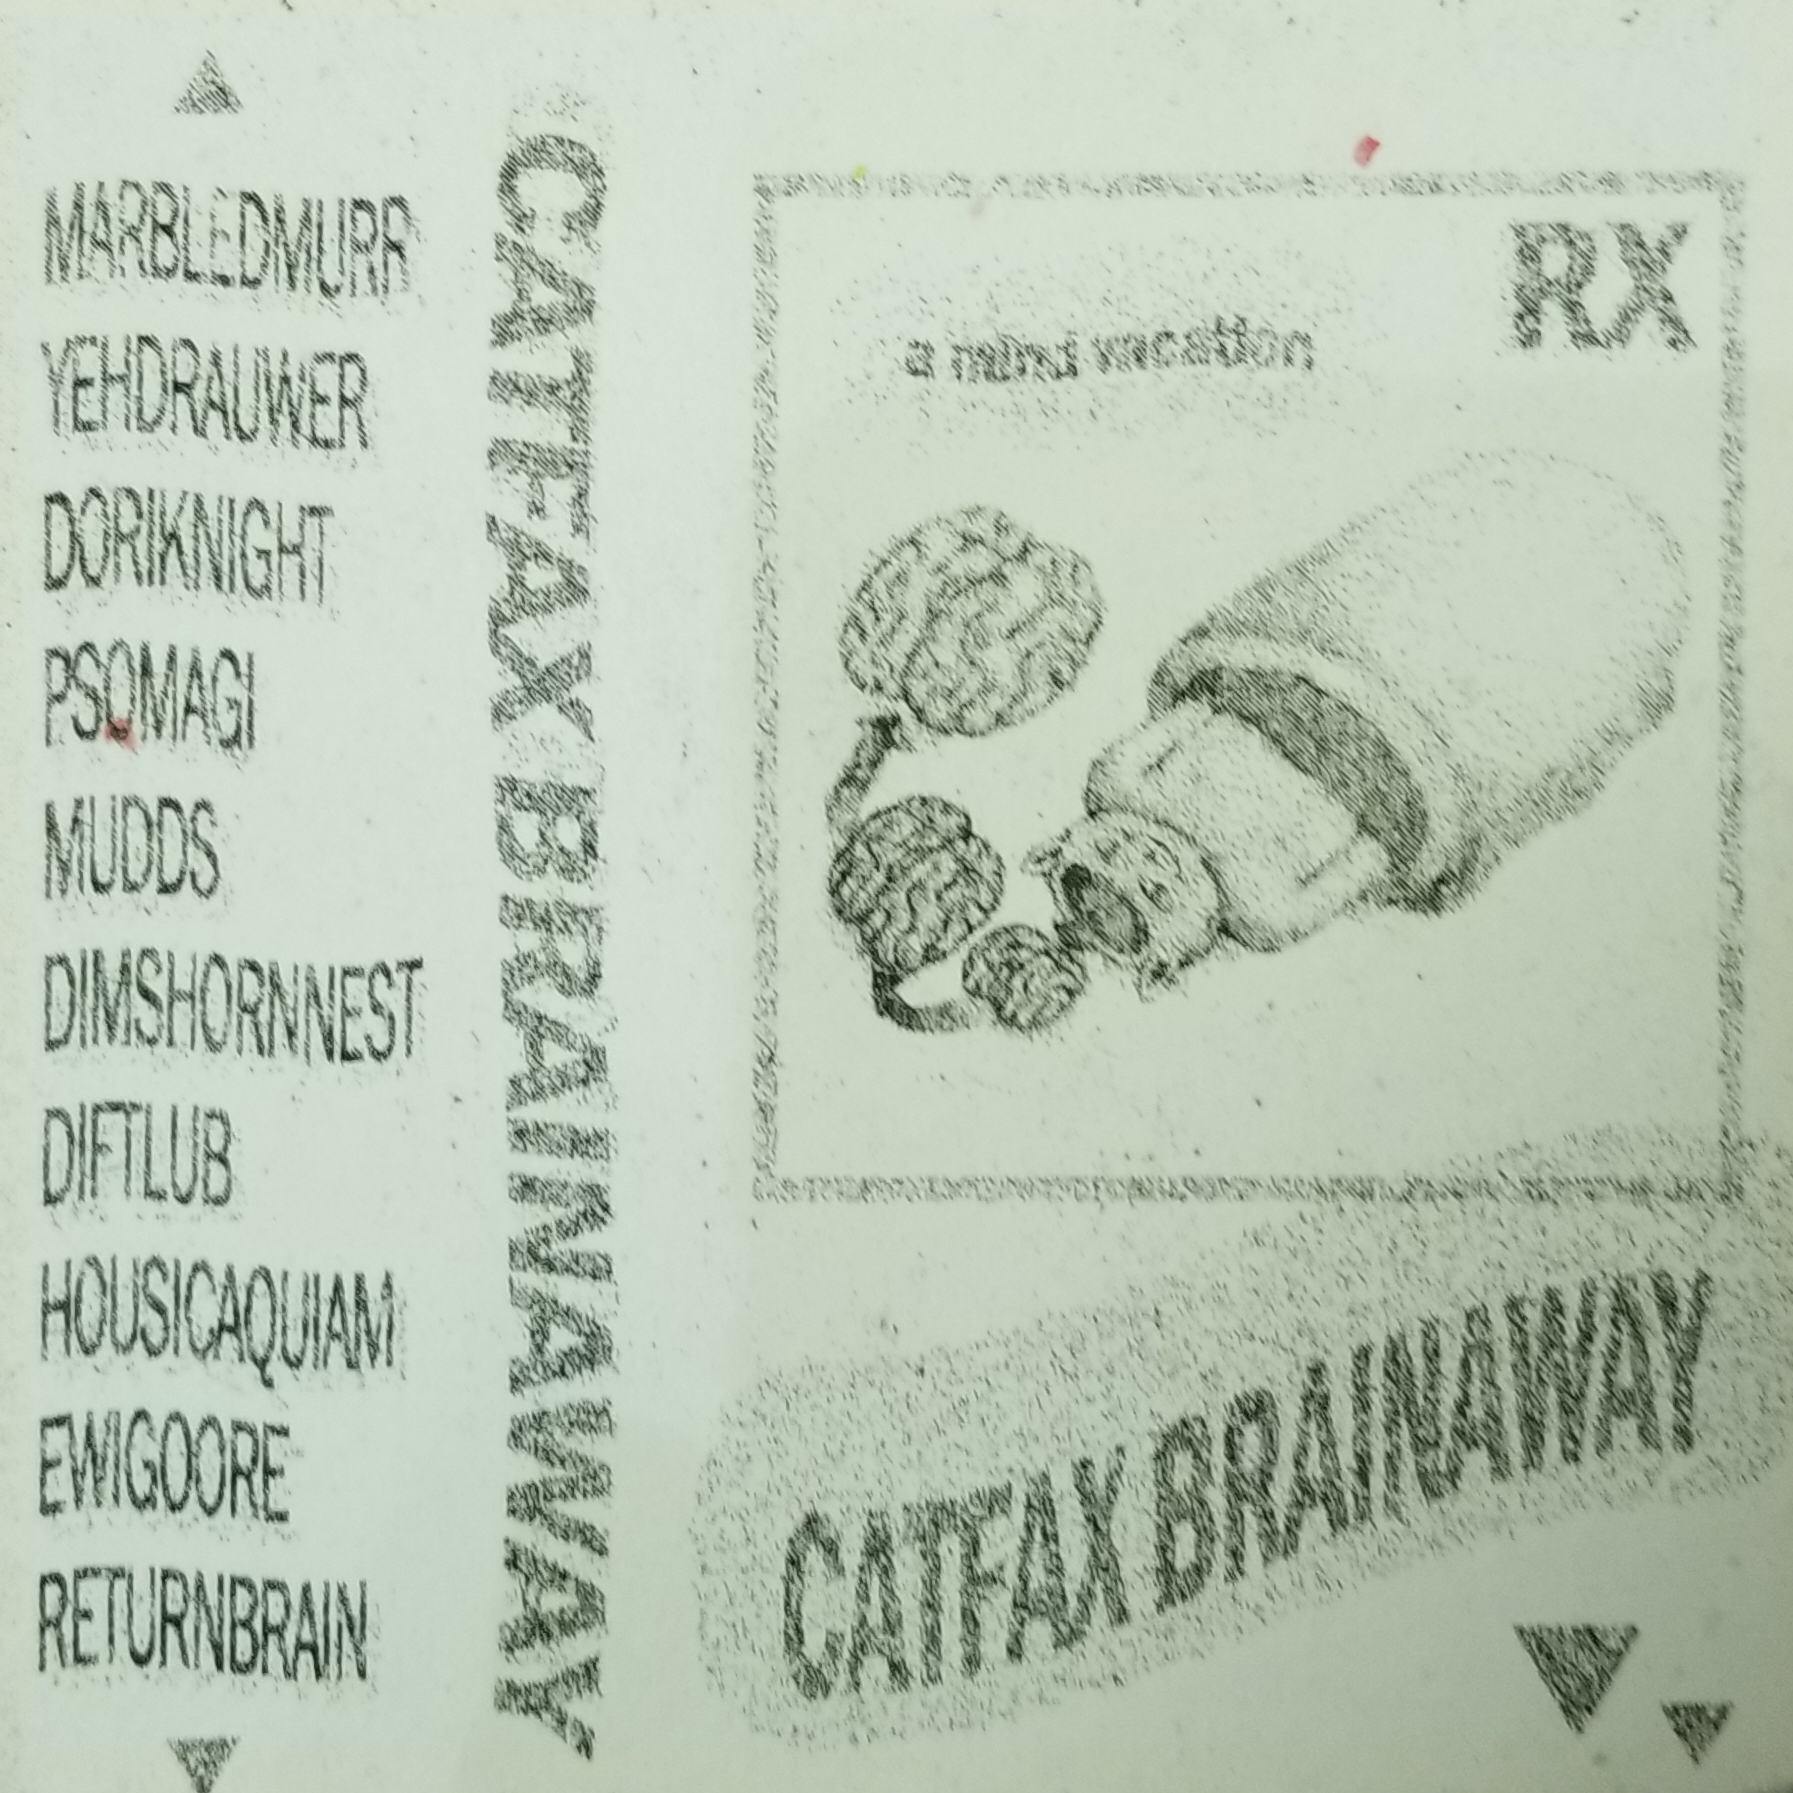 MARBLEDMURR
YEHDRAUWER
DORIKNIGHT
PSOMAGI
MUDDS
DIMSHORNNEST
DIFTLUB
HOUSICAQUIAM
EWIGOORE
RETURNBRAIN
CATFAX BRAINAWAY
RX
a mind vacation
CATFAX BRAINAWAY